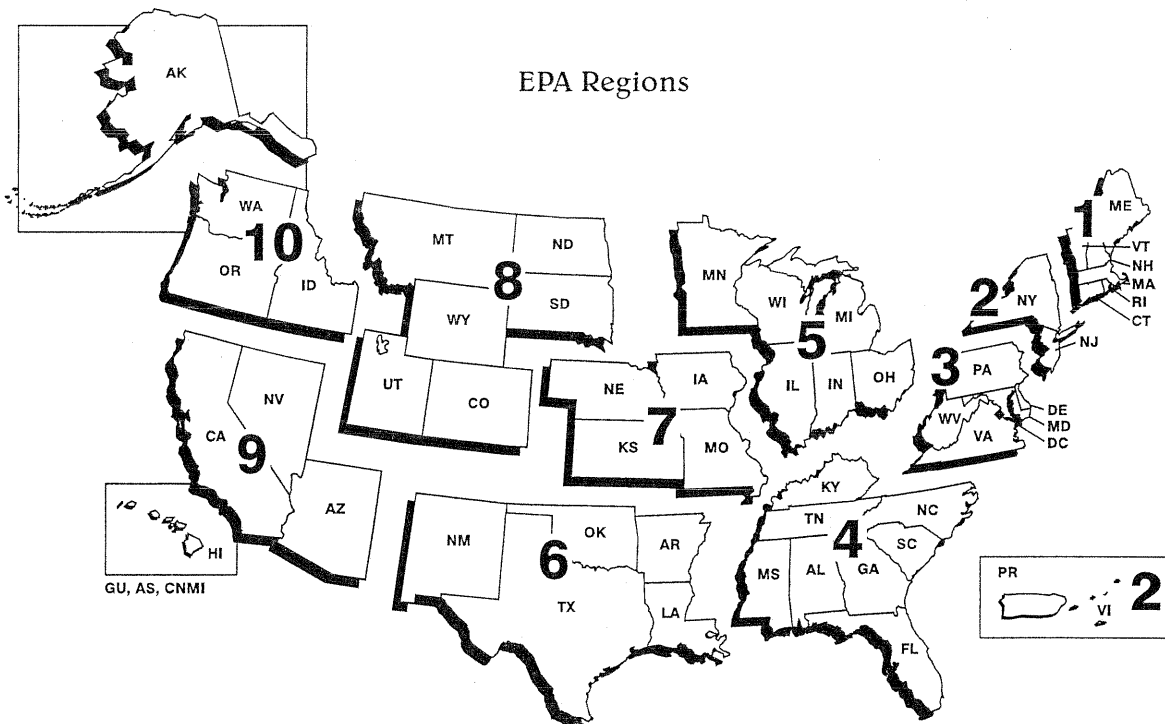 EPA Regions
AK
WA
10
OR
ID
MT
ND
8
SD
WY
UT
CO
NV
CA
9
AZ
HI
GU, AS, CNMI
NM
OK
6
TX
AR
LA
NE
IA
7
KS
MO
MN
WI
MI
5
IL
IN
OH
KY
TN
NC
4
SC
MS
AL
GA
FL
1
ME
VT
NH
MA
RI
CT
2
NY
NJ
3
PA
WV
VA
DE
MD
DC
PR
VI
2